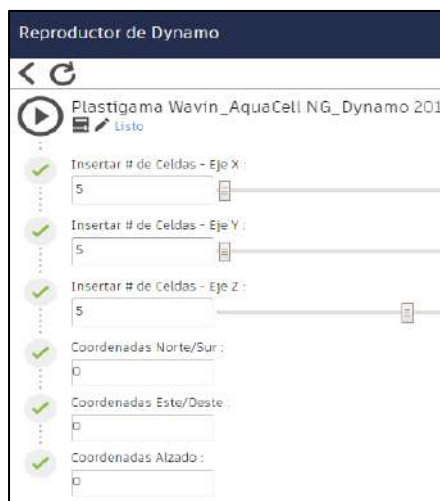 Reproductor de Dynamo
Plastigama Wavin_AquaCell NG_Dynamo 201
Listo
Insertar # de Celdas - Eje X :
5
Insertar # de Celdas - Eje Y :
5
Insertar # de Celdas - Eje Z :
5
Coordenadas Norte/Sur :
0
Coordenadas Este/Oeste :
0
Coordenadas Alzado :
0